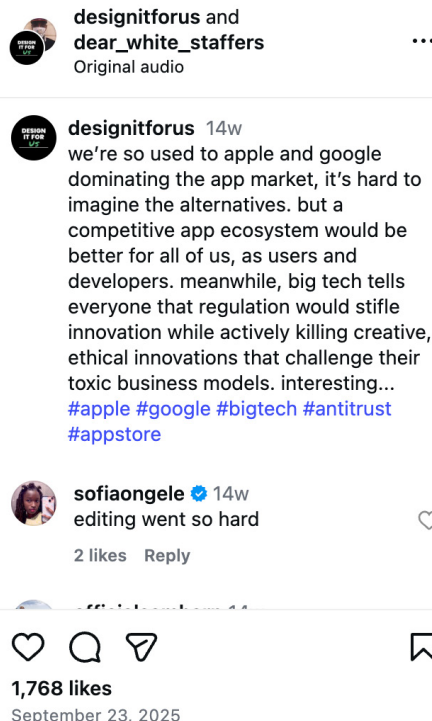 designitforus and
dear_white_staffers
Original audio
DESIGN
IT FOR
US
DESIGN
IT FOR
US
designitforus 14w
we’re so used to apple and google
dominating the app market, it’s hard to
imagine the alternatives. but a
competitive app ecosystem would be
better for all of us, as users and
developers. meanwhile, big tech tells
everyone that regulation would stifle
innovation while actively killing creative,
ethical innovations that challenge their
toxic business models. interesting...
#apple #google #bigtech #antitrust
#appstore
sofiaongele 14w
editing went so hard
2 likes Reply
1,768 likes
September 23, 2025